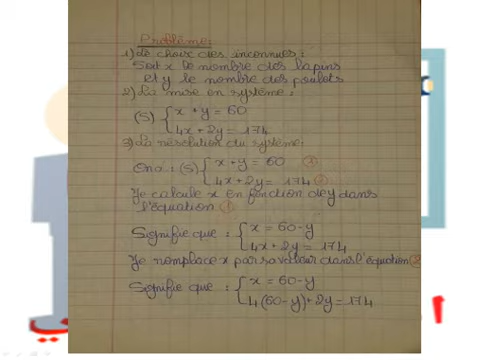 Problème:
1) Le choix des inconnues:
Soit x le nombre des lapins
et y le nombre des poulets
2) La mise en système:
(S) { x + y = 60
4x + 2y = 174
3) La résolution du système:
On a : (S) { x + y = 60 ①
4x + 2y = 174 ②
Je calcule x en fonction de y dans
l'équation ①
Signifie que : { x = 60 - y
4x + 2y = 174
Je remplace x par sa valeur dans l'équation ②
Signifie que : { x = 60 - y
4(60 - y) + 2y = 174